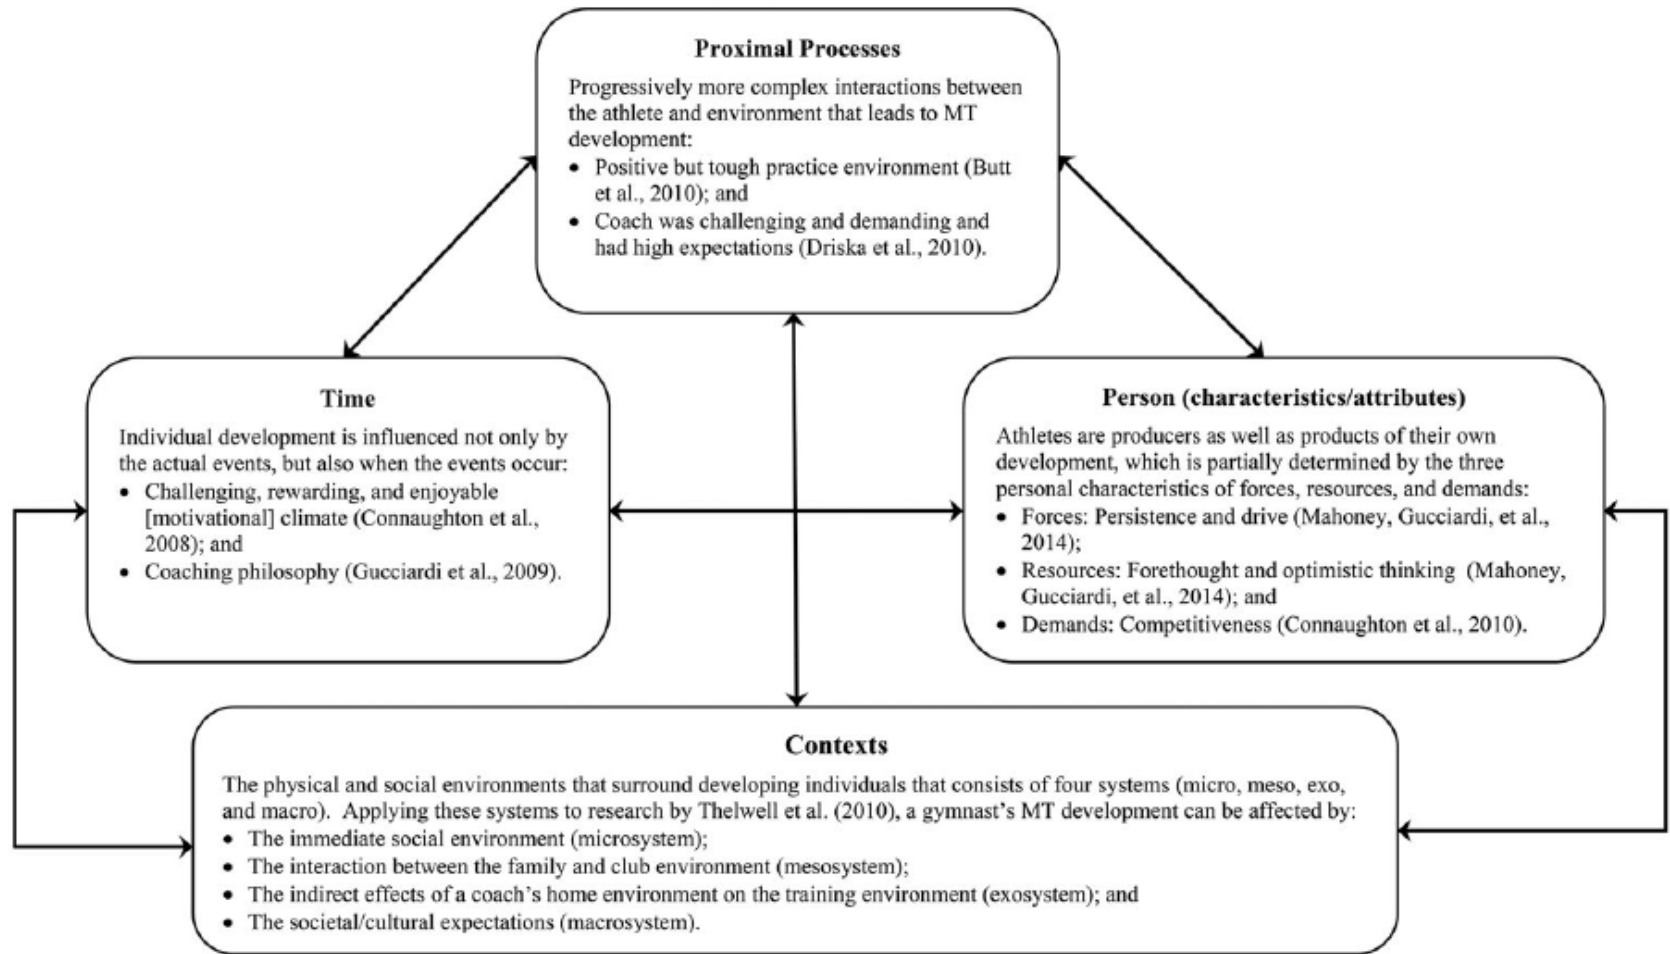 Proximal Processes
Progressively more complex interactions between
the athlete and environment that leads to MT
development:
• Positive but tough practice environment (Butt
et al., 2010); and
• Coach was challenging and demanding and
had high expectations (Driska et al., 2010).
Time
Individual development is influenced not only by
the actual events, but also when the events occur:
• Challenging, rewarding, and enjoyable
[motivational] climate (Connaughton et al.,
2008); and
• Coaching philosophy (Gucciardi et al., 2009).
Person (characteristics/attributes)
Athletes are producers as well as products of their own
development, which is partially determined by the three
personal characteristics of forces, resources, and demands:
• Forces: Persistence and drive (Mahoney, Gucciardi, et al.,
2014);
• Resources: Forethought and optimistic thinking (Mahoney,
Gucciardi, et al., 2014); and
• Demands: Competitiveness (Connaughton et al., 2010).
Contexts
The physical and social environments that surround developing individuals that consists of four systems (micro, meso, exo,
and macro). Applying these systems to research by Thelwell et al. (2010), a gymnast's MT development can be affected by:
• The immediate social environment (microsystem);
• The interaction between the family and club environment (mesosystem);
• The indirect effects of a coach's home environment on the training environment (exosystem); and
• The societal/cultural expectations (macrosystem).